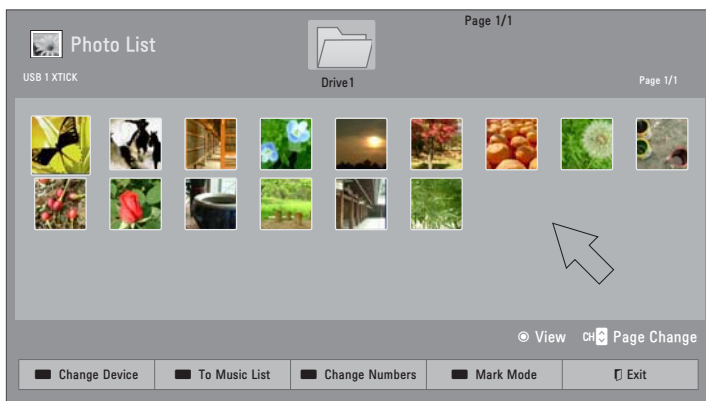 Page 1/1
Photo List
USB 1 XTICK
Drive1
Page 1/1
View CH Page Change
Change Device
To Music List
Change Numbers
Mark Mode
Exit